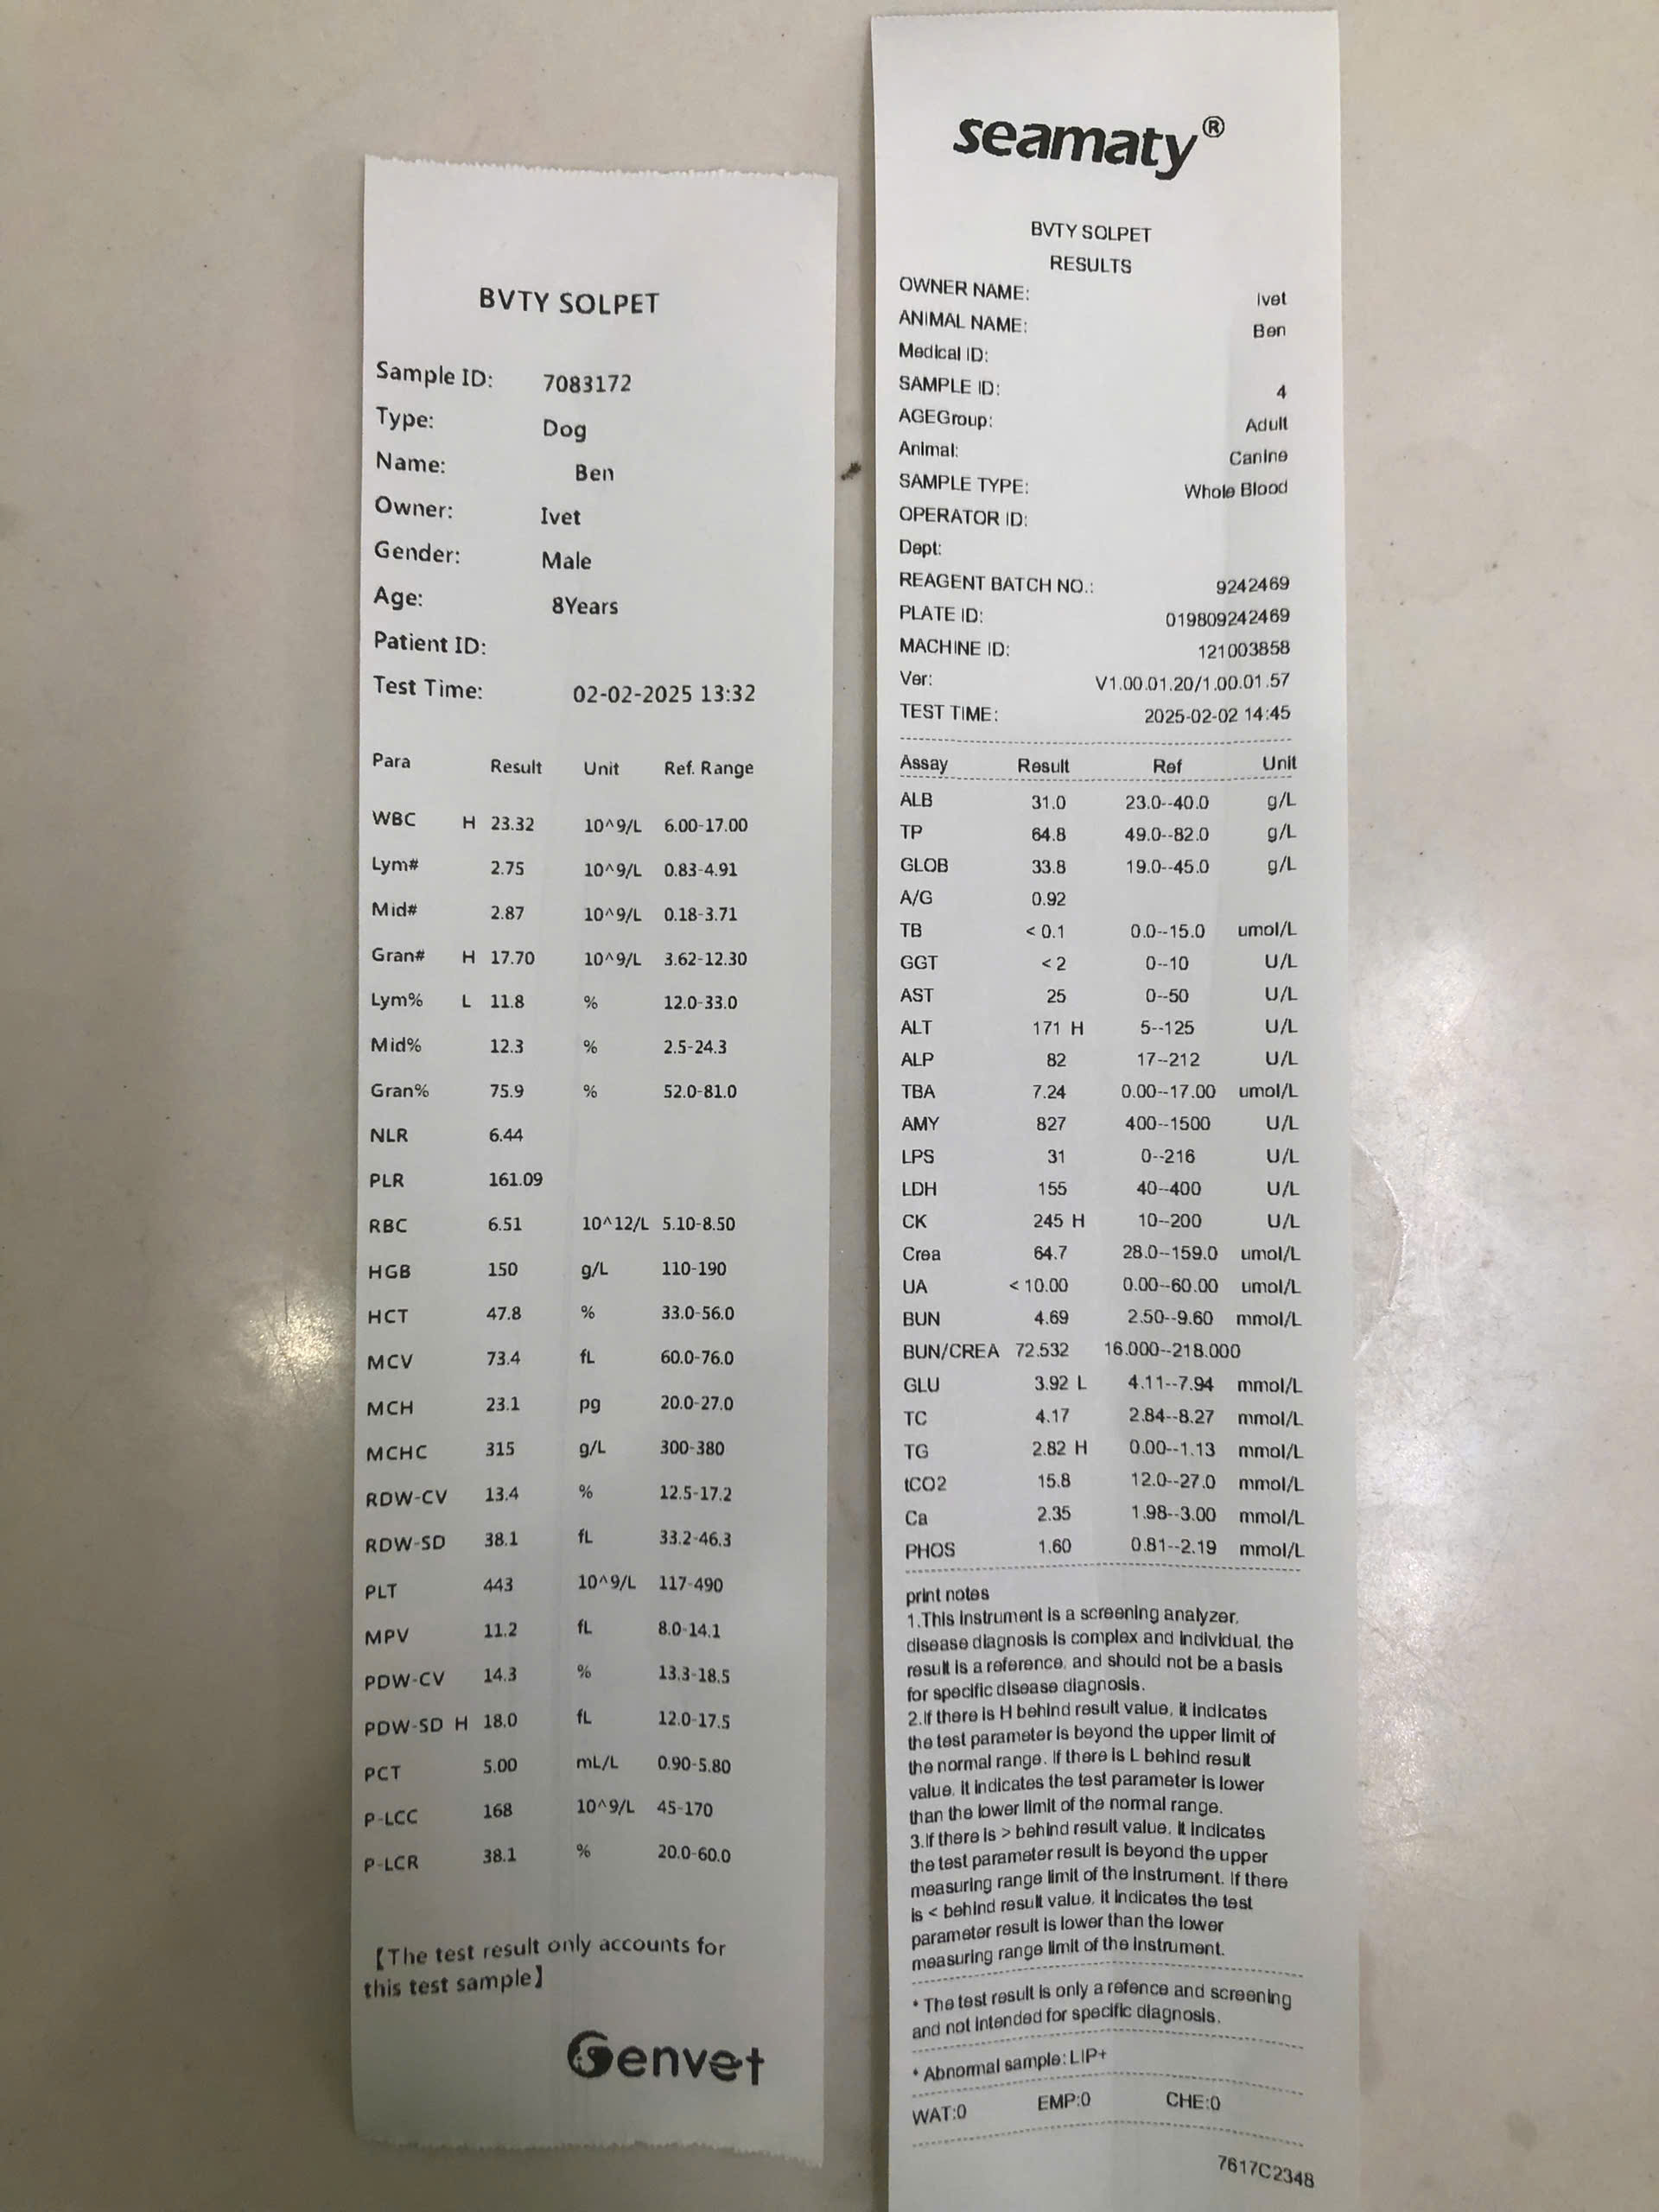 BVTY SOLPET
Sample ID: 7083172
Type: Dog
Name: Ben
Owner: Ivet
Gender: Male
Age: 8Years
Patient ID:
Test Time: 02-02-2025 13:32
Para Result Unit Ref. Range
WBC H 23.32 10^9/L 6.00-17.00
Lym# 2.75 10^9/L 0.83-4.91
Mid# 2.87 10^9/L 0.18-3.71
Gran# H 17.70 10^9/L 3.62-12.30
Lym% L 11.8 % 12.0-33.0
Mid% 12.3 % 2.5-24.3
Gran% 75.9 % 52.0-81.0
NLR 6.44
PLR 161.09
RBC 6.51 10^12/L 5.10-8.50
HGB 150 g/L 110-190
HCT 47.8 % 33.0-56.0
MCV 73.4 fL 60.0-76.0
MCH 23.1 pg 20.0-27.0
MCHC 315 g/L 300-380
RDW-CV 13.4 % 12.5-17.2
RDW-SD 38.1 fL 33.2-46.3
PLT 443 10^9/L 117-490
MPV 11.2 fL 8.0-14.1
PDW-CV 14.3 % 13.3-18.5
PDW-SD H 18.0 fL 12.0-17.5
PCT 5.00 mL/L 0.90-5.80
P-LCC 168 10^9/L 45-170
P-LCR 38.1 % 20.0-60.0
【The test result only accounts for
this test sample】
Genvet
seamaty®
BVTY SOLPET
RESULTS
OWNER NAME: Ivet
ANIMAL NAME: Ben
Medical ID:
SAMPLE ID: 4
AGEGroup: Adult
Animal: Canine
SAMPLE TYPE: Whole Blood
OPERATOR ID:
Dept:
REAGENT BATCH NO.: 9242469
PLATE ID: 019809242469
MACHINE ID: 121003858
Ver: V1.00.01.20/1.00.01.57
TEST TIME: 2025-02-02 14:45
Assay Result Ref Unit
ALB 31.0 23.0--40.0 g/L
TP 64.8 49.0--82.0 g/L
GLOB 33.8 19.0--45.0 g/L
A/G 0.92
TB < 0.1 0.0--15.0 umol/L
GGT < 2 0--10 U/L
AST 25 0--50 U/L
ALT 171 H 5--125 U/L
ALP 82 17--212 U/L
TBA 7.24 0.00--17.00 umol/L
AMY 827 400--1500 U/L
LPS 31 0--216 U/L
LDH 155 40--400 U/L
CK 245 H 10--200 U/L
Crea 64.7 28.0--159.0 umol/L
UA < 10.00 0.00--60.00 umol/L
BUN 4.69 2.50--9.60 mmol/L
BUN/CREA 72.532 16.000--218.000
GLU 3.92 L 4.11--7.94 mmol/L
TC 4.17 2.84--8.27 mmol/L
TG 2.82 H 0.00--1.13 mmol/L
tCO2 15.8 12.0--27.0 mmol/L
Ca 2.35 1.98--3.00 mmol/L
PHOS 1.60 0.81--2.19 mmol/L
print notes
1.This instrument is a screening analyzer,
disease diagnosis is complex and individual, the
result is a reference, and should not be a basis
for specific disease diagnosis.
2.If there is H behind result value, it indicates
the test parameter is beyond the upper limit of
the normal range. If there is L behind result
value, it indicates the test parameter is lower
than the lower limit of the normal range.
3.If there is > behind result value, it indicates
the test parameter result is beyond the upper
measuring range limit of the instrument. If there
is < behind result value, it indicates the test
parameter result is lower than the lower
measuring range limit of the instrument.
* The test result is only a refence and screening
and not intended for specific diagnosis.
* Abnormal sample: LIP+
WAT:0 EMP:0 CHE:0
7617C2348